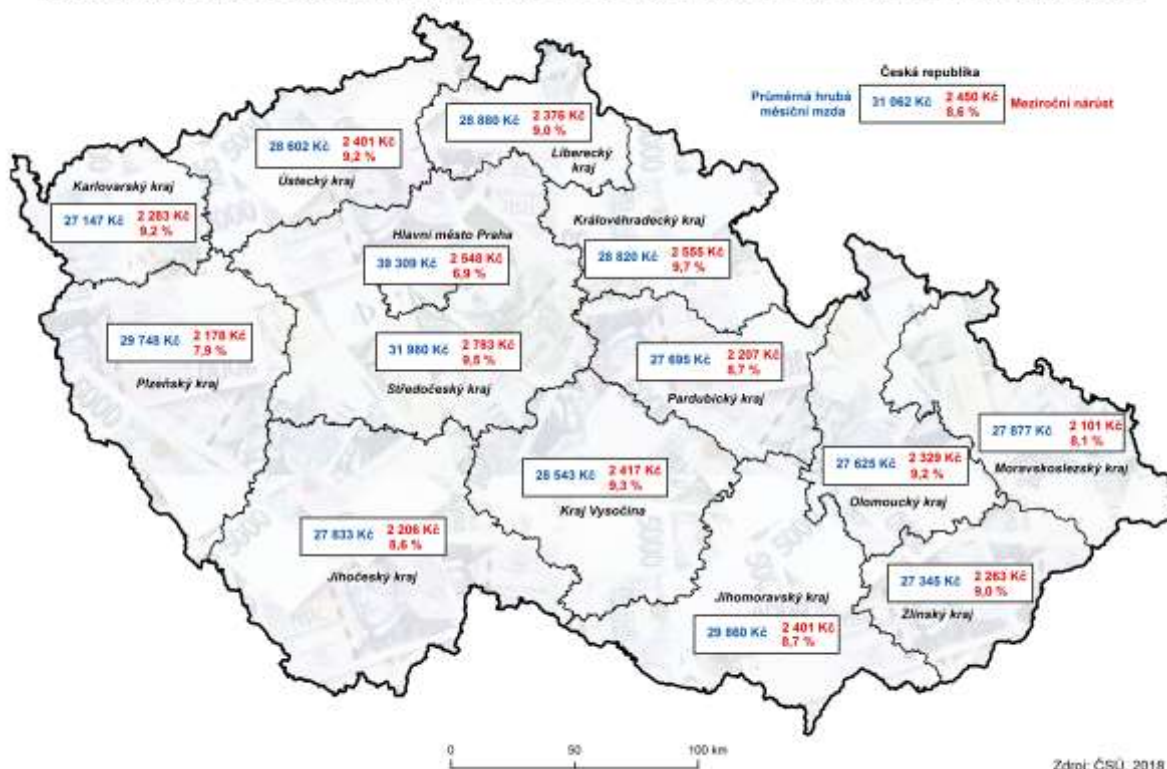 Česká republika
Průměrná hrubá
měsíční mzda
31 062 Kč
2 450 Kč
8,6 %
Meziroční nárůst
28 880 Kč
2 376 Kč
9,0 %
Liberecký
kraj
28 602 Kč
2 401 Kč
9,2 %
Ústecký kraj
Karlovarský kraj
27 147 Kč
2 283 Kč
9,2 %
Královéhradecký kraj
28 820 Kč
2 555 Kč
9,7 %
Hlavní město Praha
39 309 Kč
2 548 Kč
6,9 %
29 748 Kč
2 178 Kč
7,9 %
Plzeňský kraj
31 980 Kč
2 783 Kč
9,5 %
Středočeský kraj
27 695 Kč
2 207 Kč
8,7 %
Pardubický kraj
27 877 Kč
2 101 Kč
8,1 %
Moravskoslezský kraj
28 543 Kč
2 417 Kč
9,3 %
Kraj Vysočina
27 625 Kč
2 329 Kč
9,2 %
Olomoucký kraj
27 833 Kč
2 206 Kč
8,6 %
Jihočeský kraj
27 345 Kč
2 263 Kč
9,0 %
Zlínský kraj
Jihomoravský kraj
29 860 Kč
2 401 Kč
8,7 %
0
50
100 km
Zdroj: ČSÚ, 2018